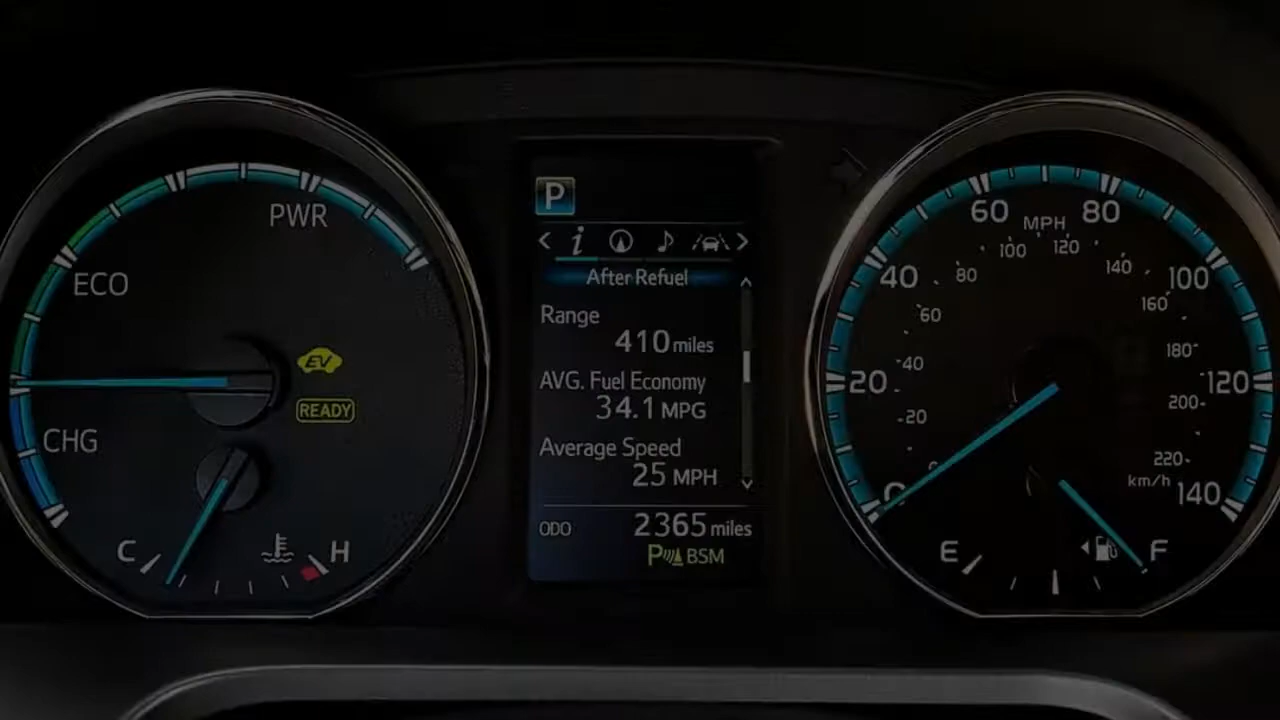 PWR
ECO
EV
READY
CHG
C
H
P
i
After Refuel
Range
410 miles
AVG. Fuel Economy
34.1 MPG
Average Speed
25 MPH
ODO 2365 miles
P BSM
60 MPH 80
100 120
40 80 140 100
60 160
40 180
20 120
20 200
0 220
km/h
140
E
F